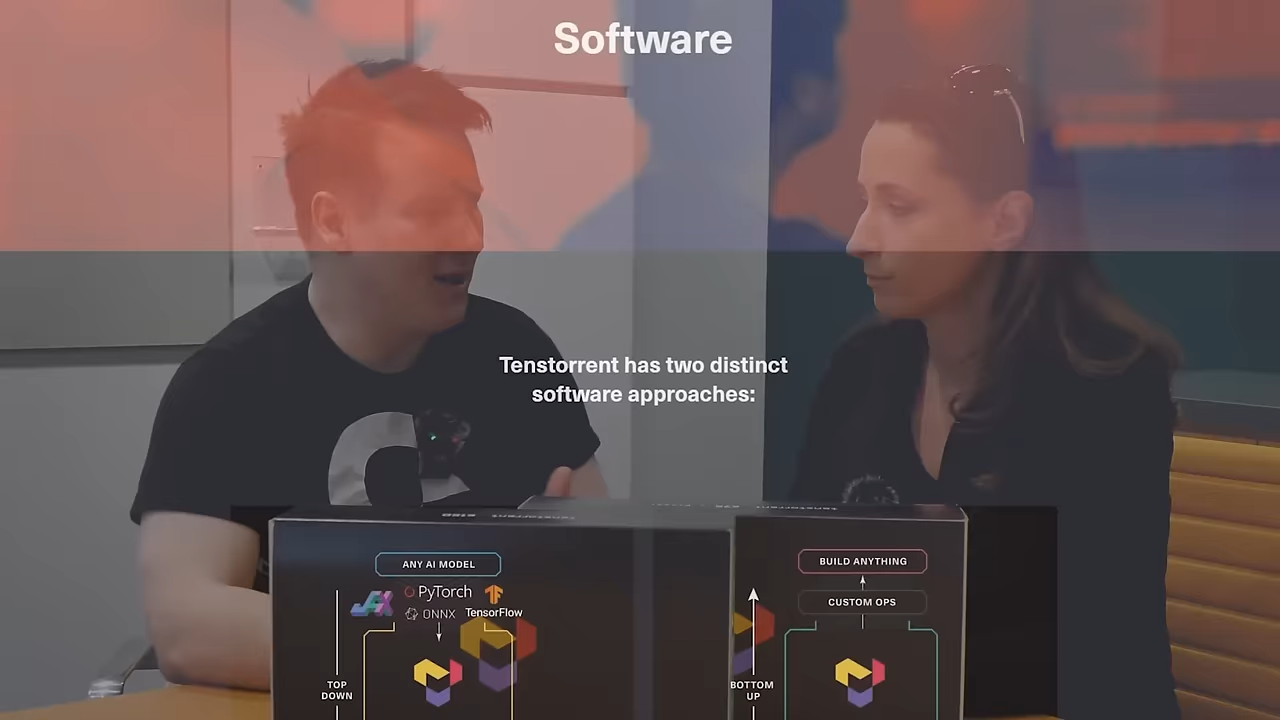 Software
Tenstorrent has two distinct
software approaches:
ANY AI MODEL
PyTorch
ONNX
TensorFlow
TOP
DOWN
BUILD ANYTHING
CUSTOM OPS
BOTTOM
UP